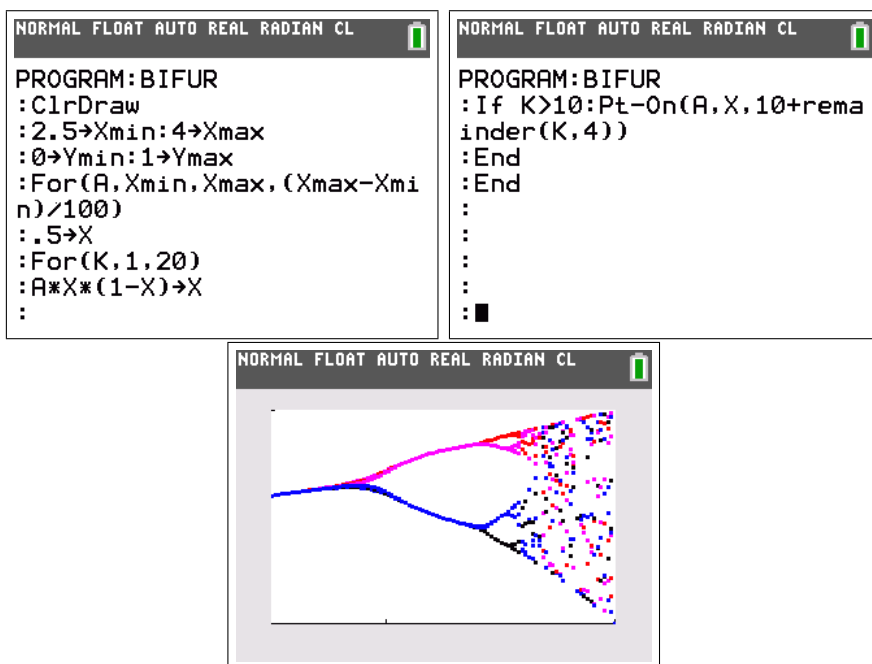 NORMAL FLOAT AUTO REAL RADIAN CL
PROGRAM:BIFUR
:ClrDraw
:2.5→Xmin:4→Xmax
:0→Ymin:1→Ymax
:For(A,Xmin,Xmax,(Xmax-Xmi
n)/100)
:.5→X
:For(K,1,20)
:A*X*(1-X)→X
:
NORMAL FLOAT AUTO REAL RADIAN CL
PROGRAM:BIFUR
:If K>10:Pt-On(A,X,10+rema
inder(K,4))
:End
:End
:
:
:
:
:
NORMAL FLOAT AUTO REAL RADIAN CL